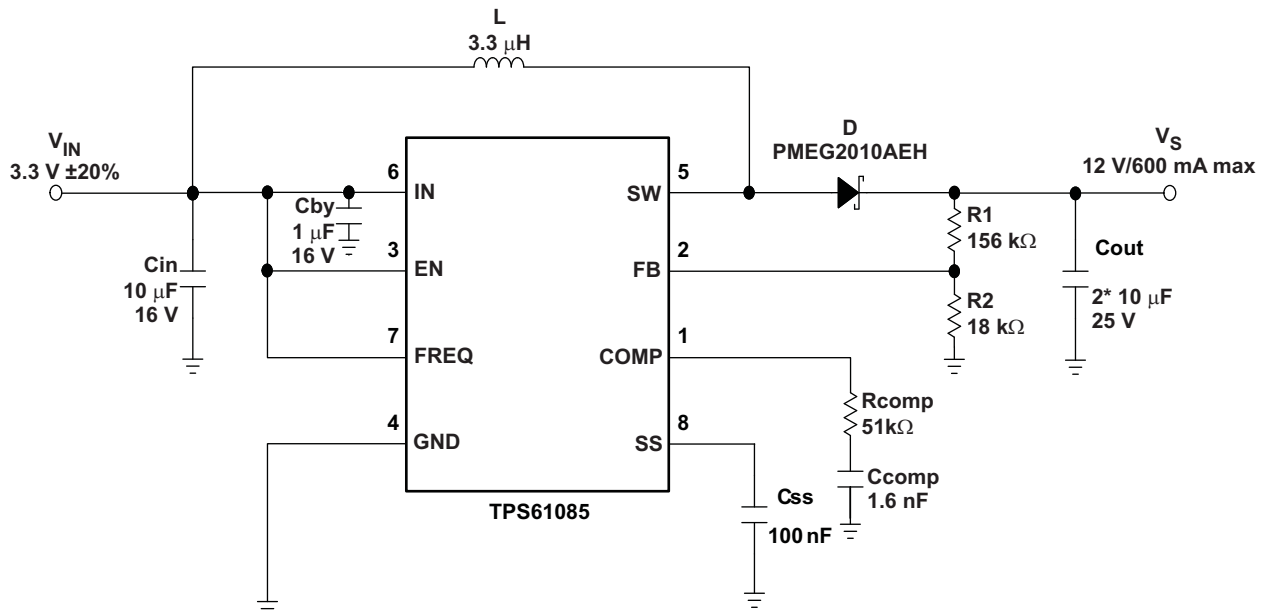 L
3.3 μH
V_IN
3.3 V ±20%
D
PMEG2010AEH
V_S
12 V/600 mA max
6
IN
5
SW
Cby
1 μF
16 V
3
EN
2
FB
R1
156 kΩ
Cin
10 μF
16 V
Cout
2* 10 μF
25 V
R2
18 kΩ
7
FREQ
1
COMP
Rcomp
51kΩ
4
GND
8
SS
Ccomp
1.6 nF
Css
100 nF
TPS61085